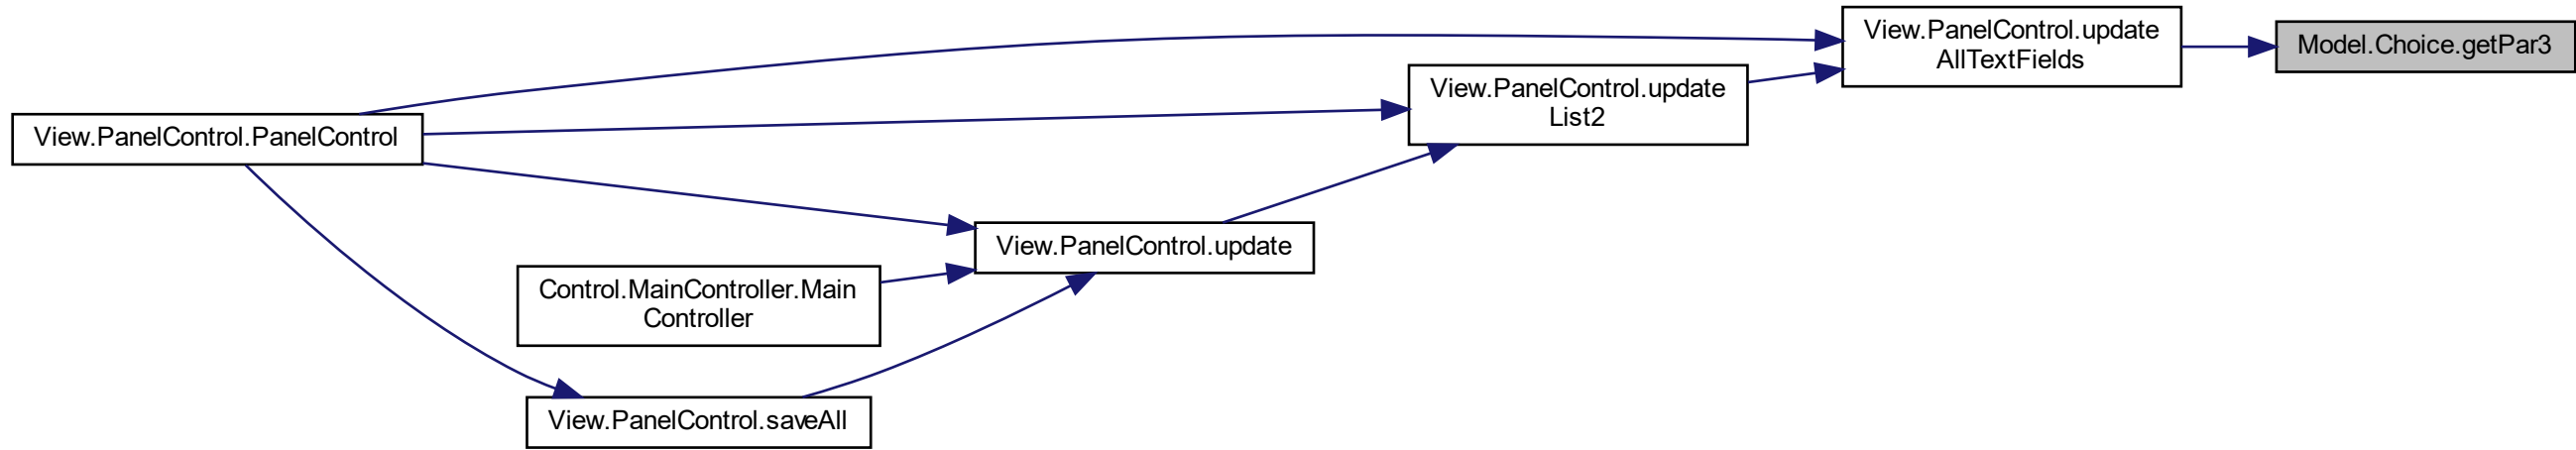 View.PanelControl.update
AllTextFields
Model.Choice.getPar3
View.PanelControl.update
List2
View.PanelControl.PanelControl
View.PanelControl.update
Control.MainController.Main
Controller
View.PanelControl.saveAll